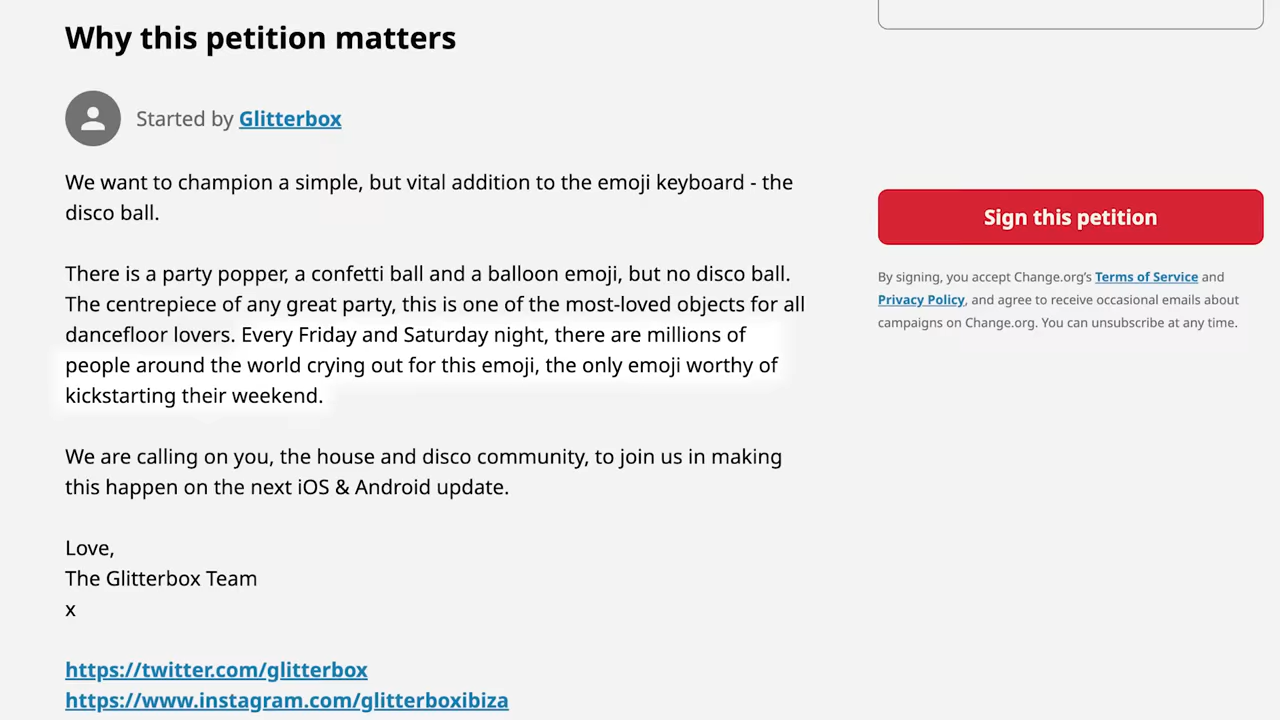 Why this petition matters
Started by Glitterbox
We want to champion a simple, but vital addition to the emoji keyboard - the
disco ball.
There is a party popper, a confetti ball and a balloon emoji, but no disco ball.
The centrepiece of any great party, this is one of the most-loved objects for all
dancefloor lovers. Every Friday and Saturday night, there are millions of
people around the world crying out for this emoji, the only emoji worthy of
kickstarting their weekend.
We are calling on you, the house and disco community, to join us in making
this happen on the next iOS & Android update.
Love,
The Glitterbox Team
x
https://twitter.com/glitterbox
https://www.instagram.com/glitterboxibiza
Sign this petition
By signing, you accept Change.org's Terms of Service and
Privacy Policy, and agree to receive occasional emails about
campaigns on Change.org. You can unsubscribe at any time.